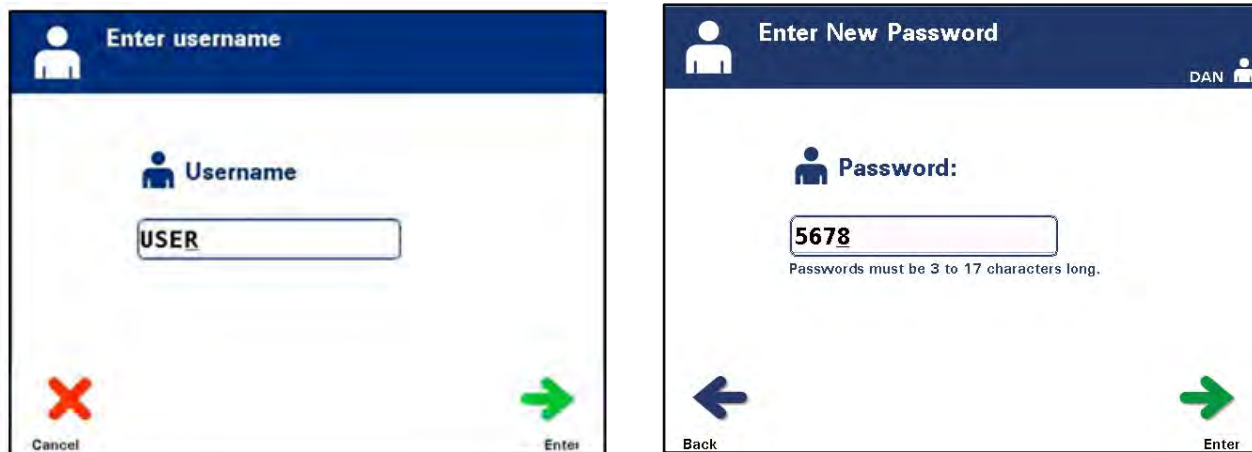 Enter username
Username
USER
Cancel
Enter
Enter New Password
DAN
Password:
5678
Passwords must be 3 to 17 characters long.
Back
Enter